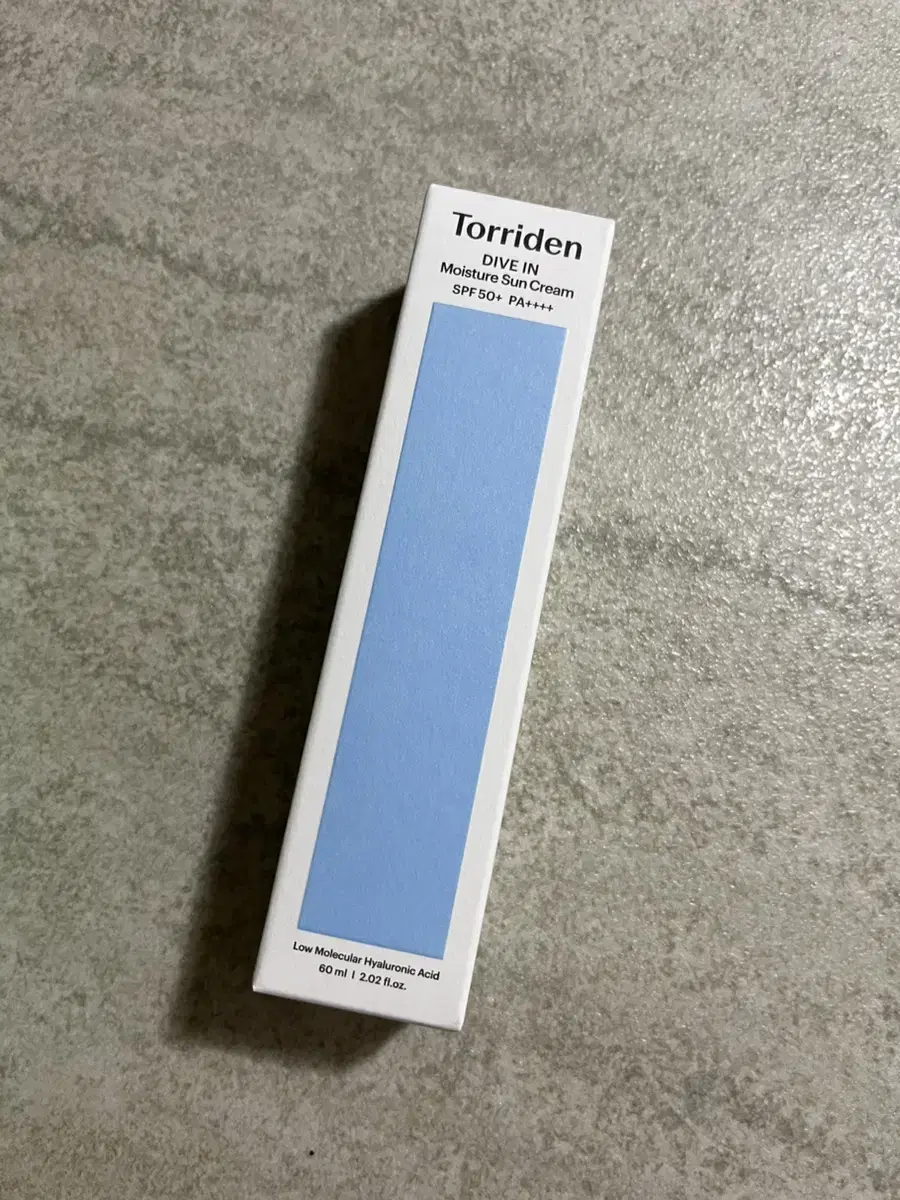 Torriden
DIVE IN
Moisture Sun Cream
SPF 50+ PA++++
Low Molecular Hyaluronic Acid
60 ml I 2.02 fl.oz.